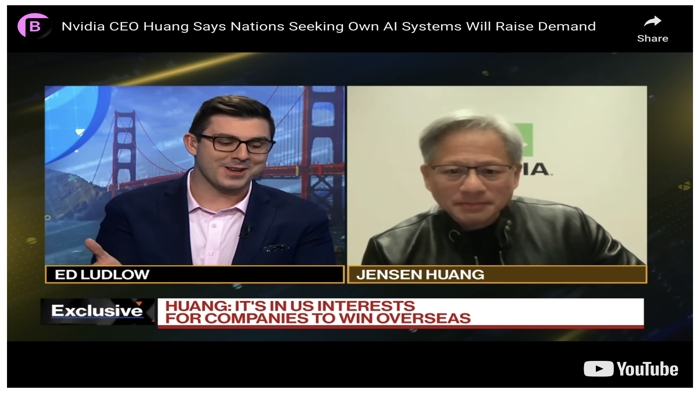 B
Nvidia CEO Huang Says Nations Seeking Own AI Systems Will Raise Demand
Share
IA.
ED LUDLOW
JENSEN HUANG
Exclusive
HUANG: IT'S IN US INTERESTS
FOR COMPANIES TO WIN OVERSEAS
YouTube